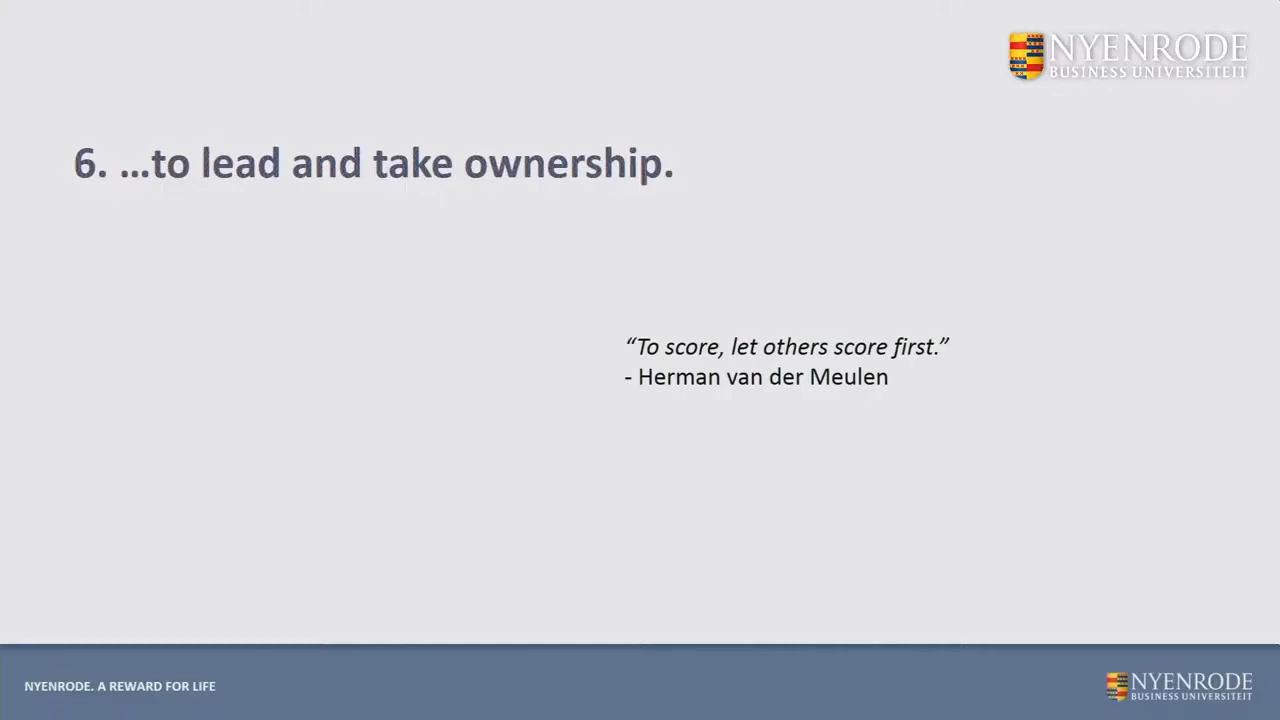 NYENRODE
BUSINESS UNIVERSITEIT
6. …to lead and take ownership.
“To score, let others score first.”
- Herman van der Meulen
NYENRODE. A REWARD FOR LIFE
NYENRODE
BUSINESS UNIVERSITEIT